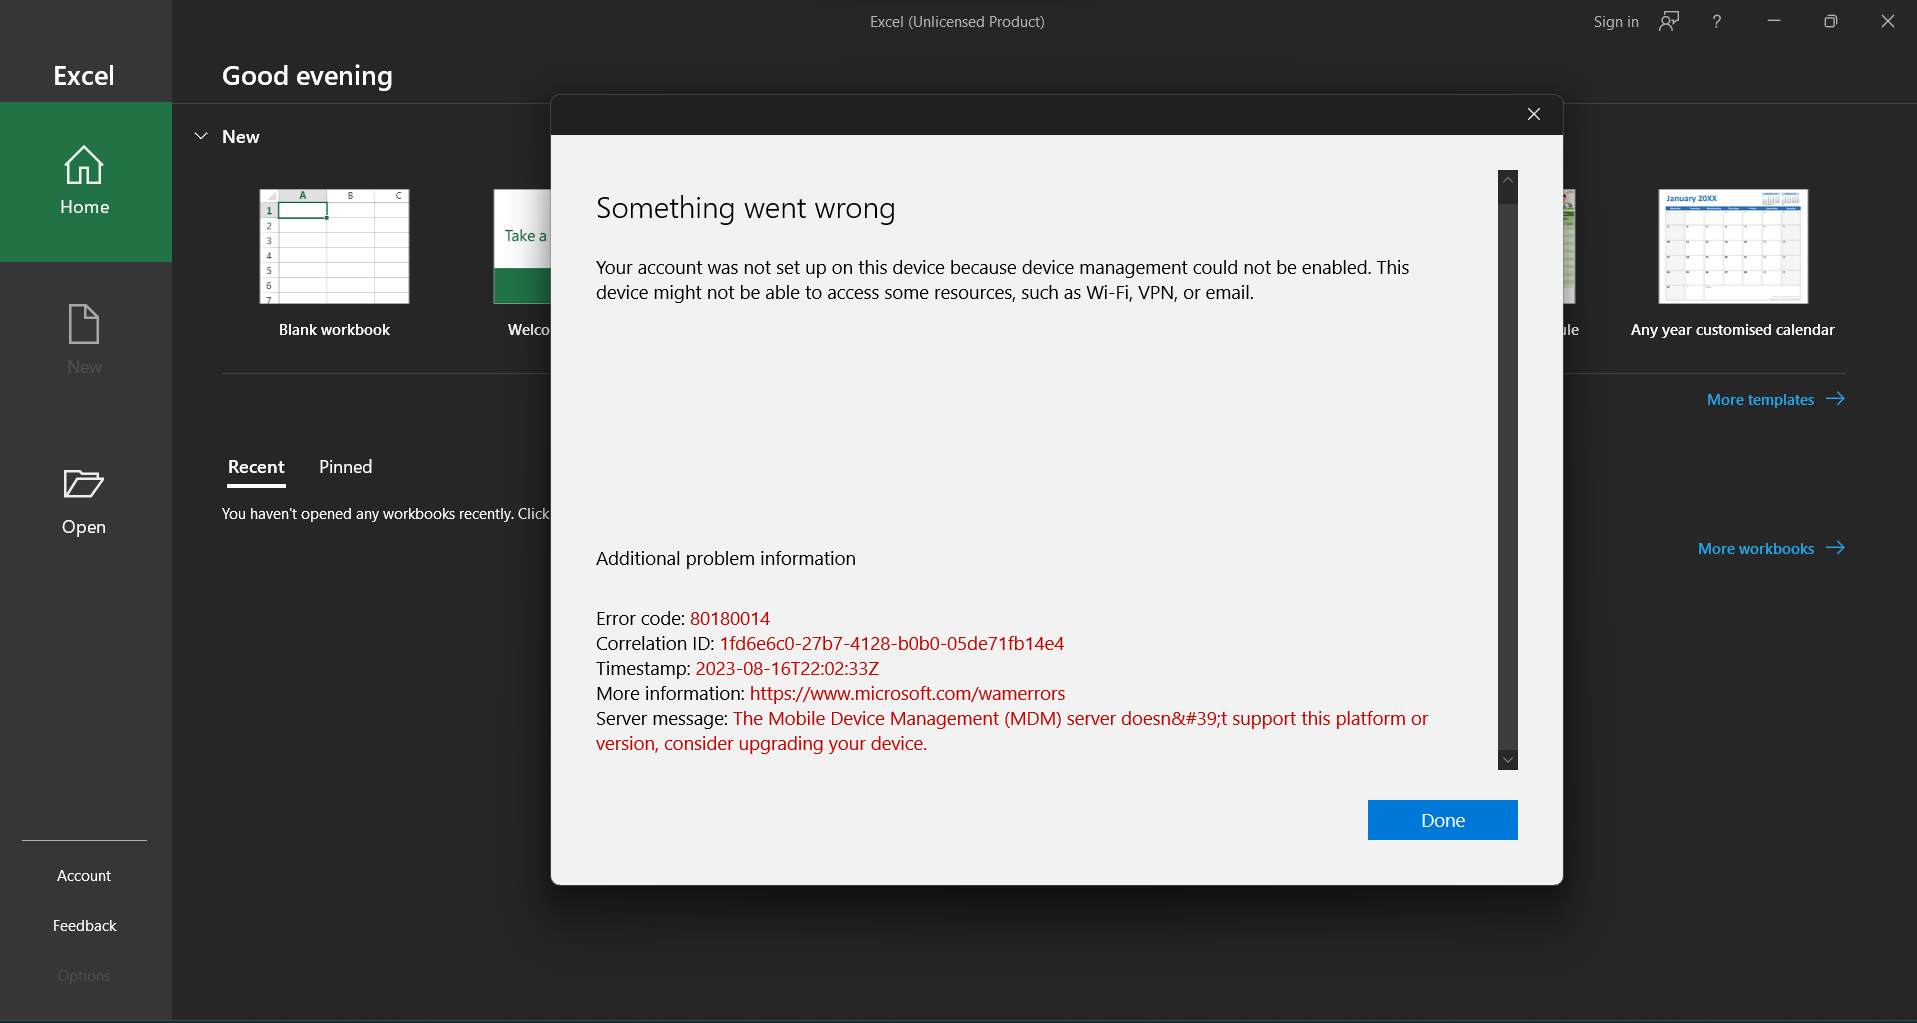 Excel (Unlicensed Product)
Sign in
?
Excel
Good evening
Home
New
A B C
1
2
3
4
5
6
7
Take a
January 20XX
Blank workbook
Welco
ule
Any year customised calendar
New
More templates
Recent Pinned
You haven't opened any workbooks recently. Click
More workbooks
Open
Account
Feedback
Options
Something went wrong
Your account was not set up on this device because device management could not be enabled. This
device might not be able to access some resources, such as Wi-Fi, VPN, or email.
Additional problem information
Error code: 80180014
Correlation ID: 1fd6e6c0-27b7-4128-b0b0-05de71fb14e4
Timestamp: 2023-08-16T22:02:33Z
More information: https://www.microsoft.com/wamerrors
Server message: The Mobile Device Management (MDM) server doesn&#39;t support this platform or
version, consider upgrading your device.
Done